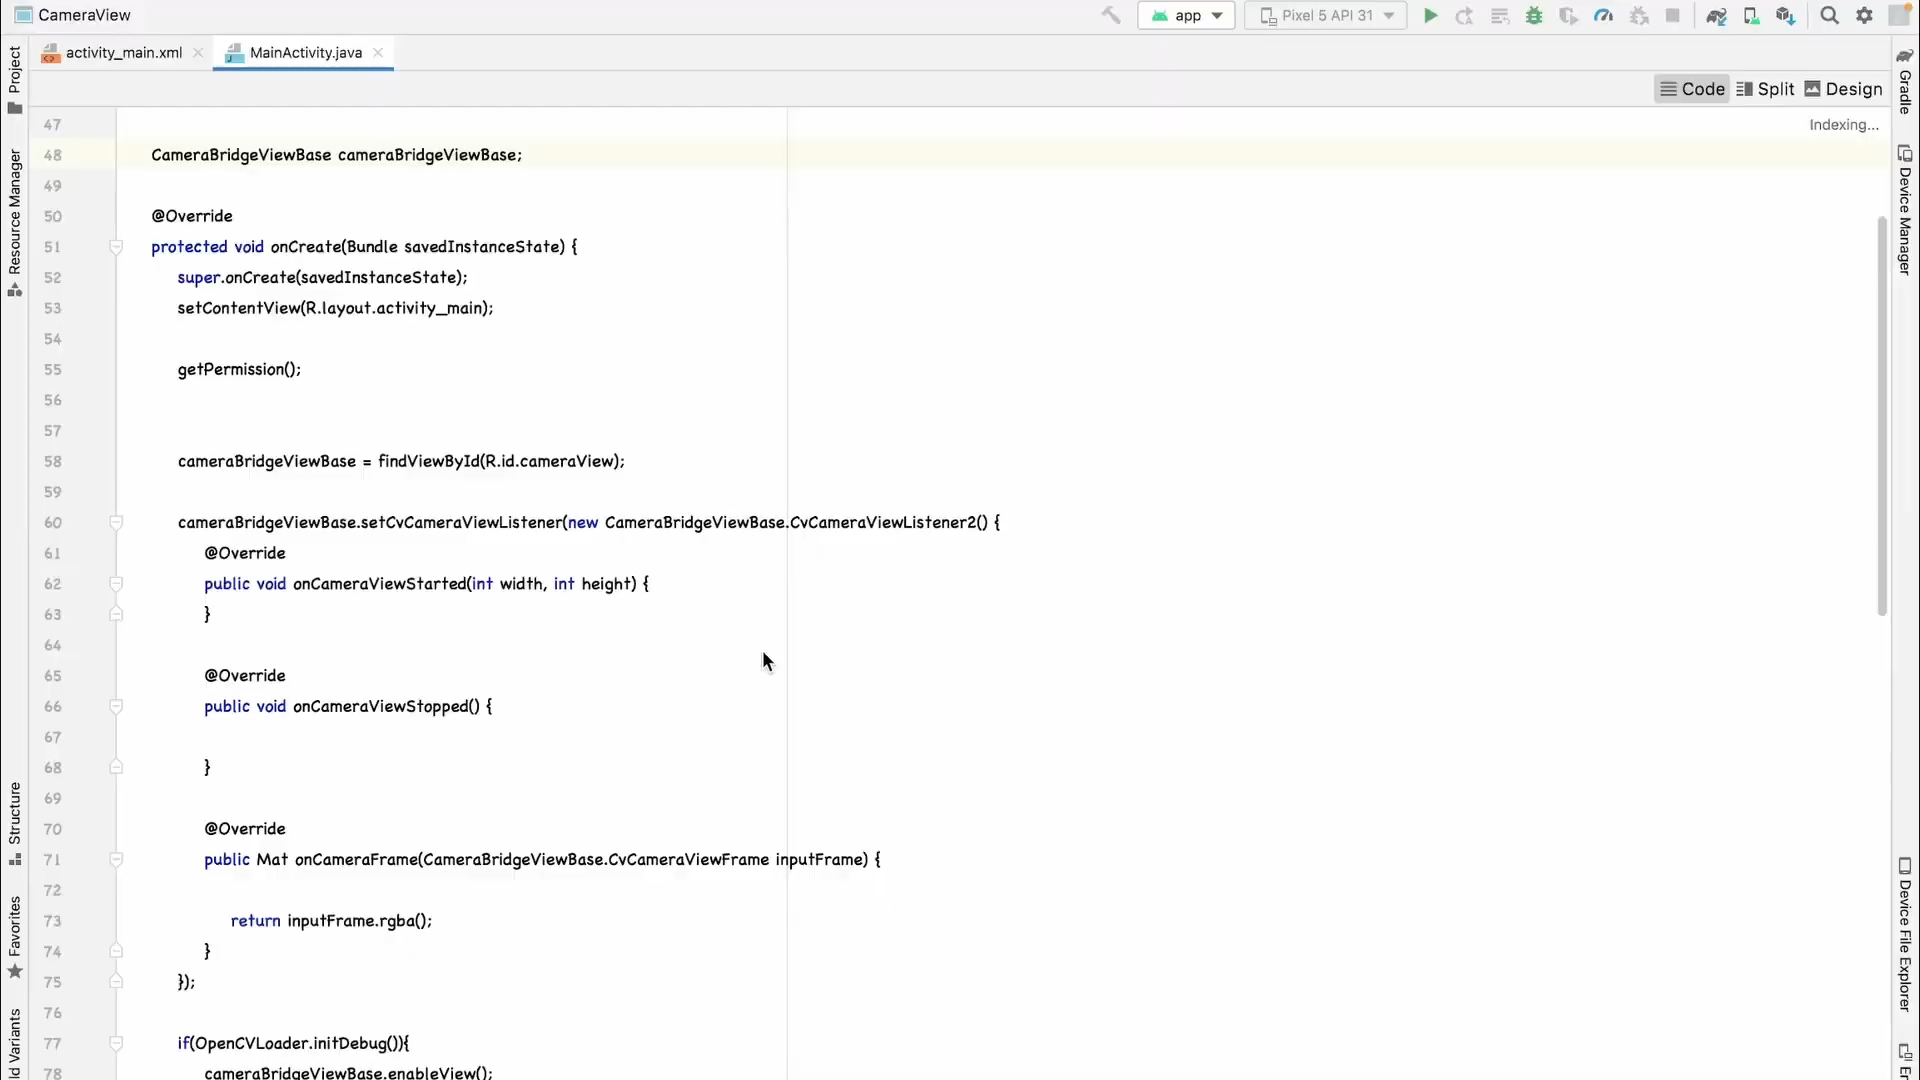 CameraView
app
Pixel 5 API 31
activity_main.xml
MainActivity.java
Code
Split
Design
Indexing...
Project
Resource Manager
Structure
Favorites
ld Variants
Gradle
Device Manager
Device File Explorer
47
48 CameraBridgeViewBase cameraBridgeViewBase;
49
50 @Override
51 protected void onCreate(Bundle savedInstanceState) {
52 super.onCreate(savedInstanceState);
53 setContentView(R.layout.activity_main);
54
55 getPermission();
56
57
58 cameraBridgeViewBase = findViewById(R.id.cameraView);
59
60 cameraBridgeViewBase.setCvCameraViewListener(new CameraBridgeViewBase.CvCameraViewListener2() {
61 @Override
62 public void onCameraViewStarted(int width, int height) {
63 }
64
65 @Override
66 public void onCameraViewStopped() {
67
68 }
69
70 @Override
71 public Mat onCameraFrame(CameraBridgeViewBase.CvCameraViewFrame inputFrame) {
72
73 return inputFrame.rgba();
74 }
75 });
76
77 if(OpenCVLoader.initDebug()){
78 cameraBridgeViewBase.enableView();